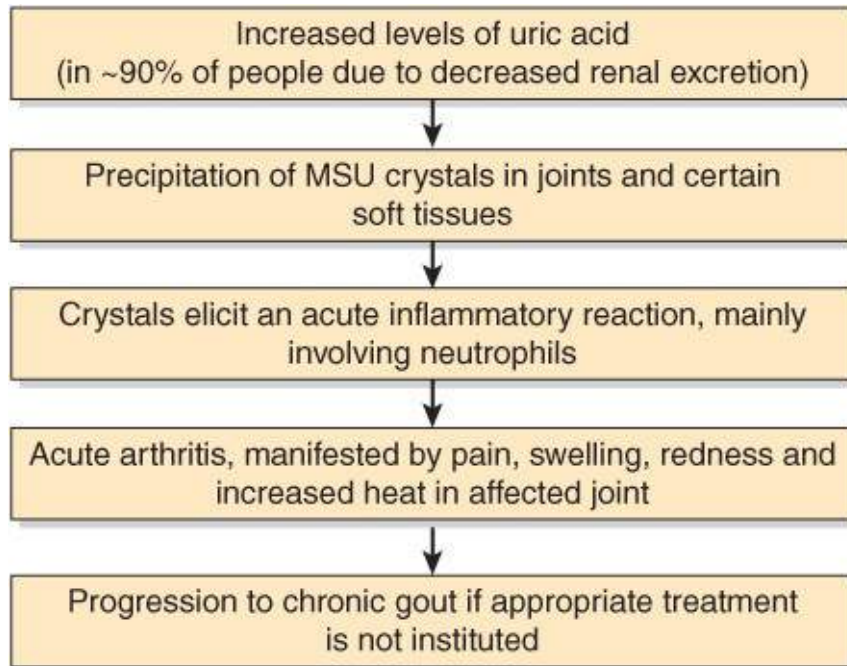 Increased levels of uric acid
(in ~90% of people due to decreased renal excretion)
Precipitation of MSU crystals in joints and certain
soft tissues
Crystals elicit an acute inflammatory reaction, mainly
involving neutrophils
Acute arthritis, manifested by pain, swelling, redness and
increased heat in affected joint
Progression to chronic gout if appropriate treatment
is not instituted